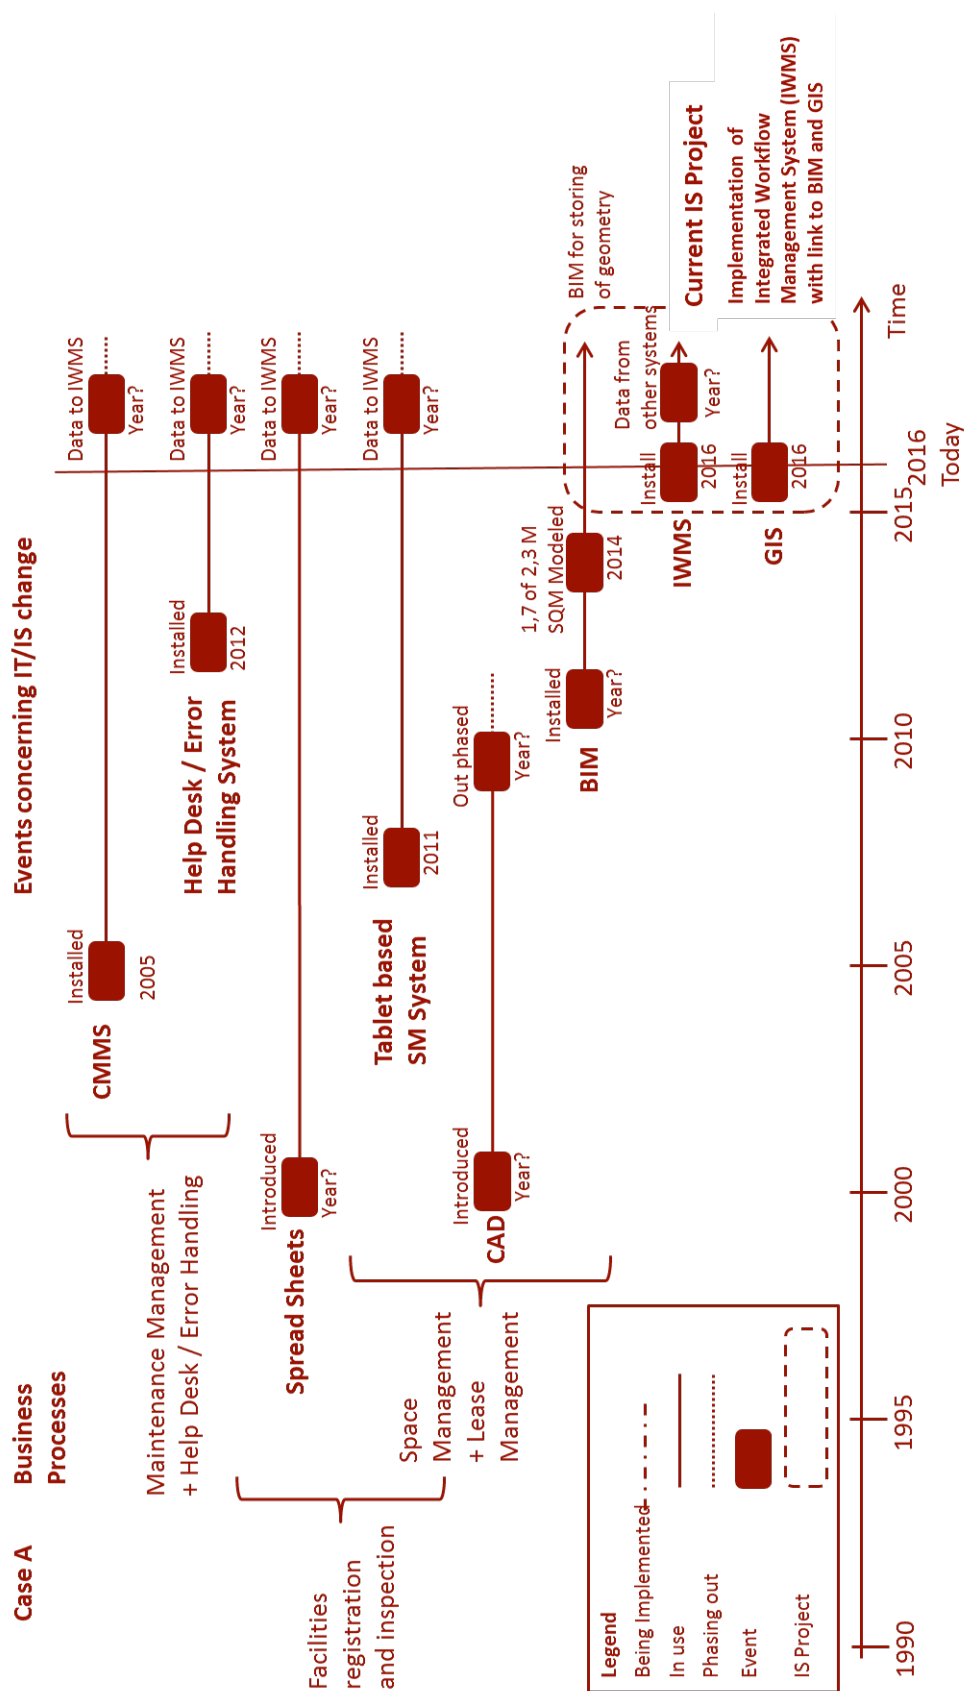 Case A
Business
Processes
Events concerning IT/IS change
Maintenance Management
+ Help Desk / Error Handling
CMMS
Installed
2005
Data to IWMS
Year?
Help Desk / Error
Handling System
Installed
2012
Data to IWMS
Year?
Facilities
registration
and inspection
Spread Sheets
Introduced
Year?
Data to IWMS
Year?
Tablet based
SM System
Installed
2011
Data to IWMS
Year?
Space
Management
+ Lease
Management
CAD
Introduced
Year?
Out phased
Year?
BIM
Installed
Year?
1,7 of 2,3 M
SQM Modeled
2014
BIM for storing
of geometry
IWMS
Install
2016
Data from
other systems
Year?
GIS
Install
2016
Current IS Project
Implementation of
Integrated Workflow
Management System (IWMS)
with link to BIM and GIS
Legend
Being Implemented
In use
Phasing out
Event
IS Project
1990
1995
2000
2005
2010
2015
2016
Today
Time